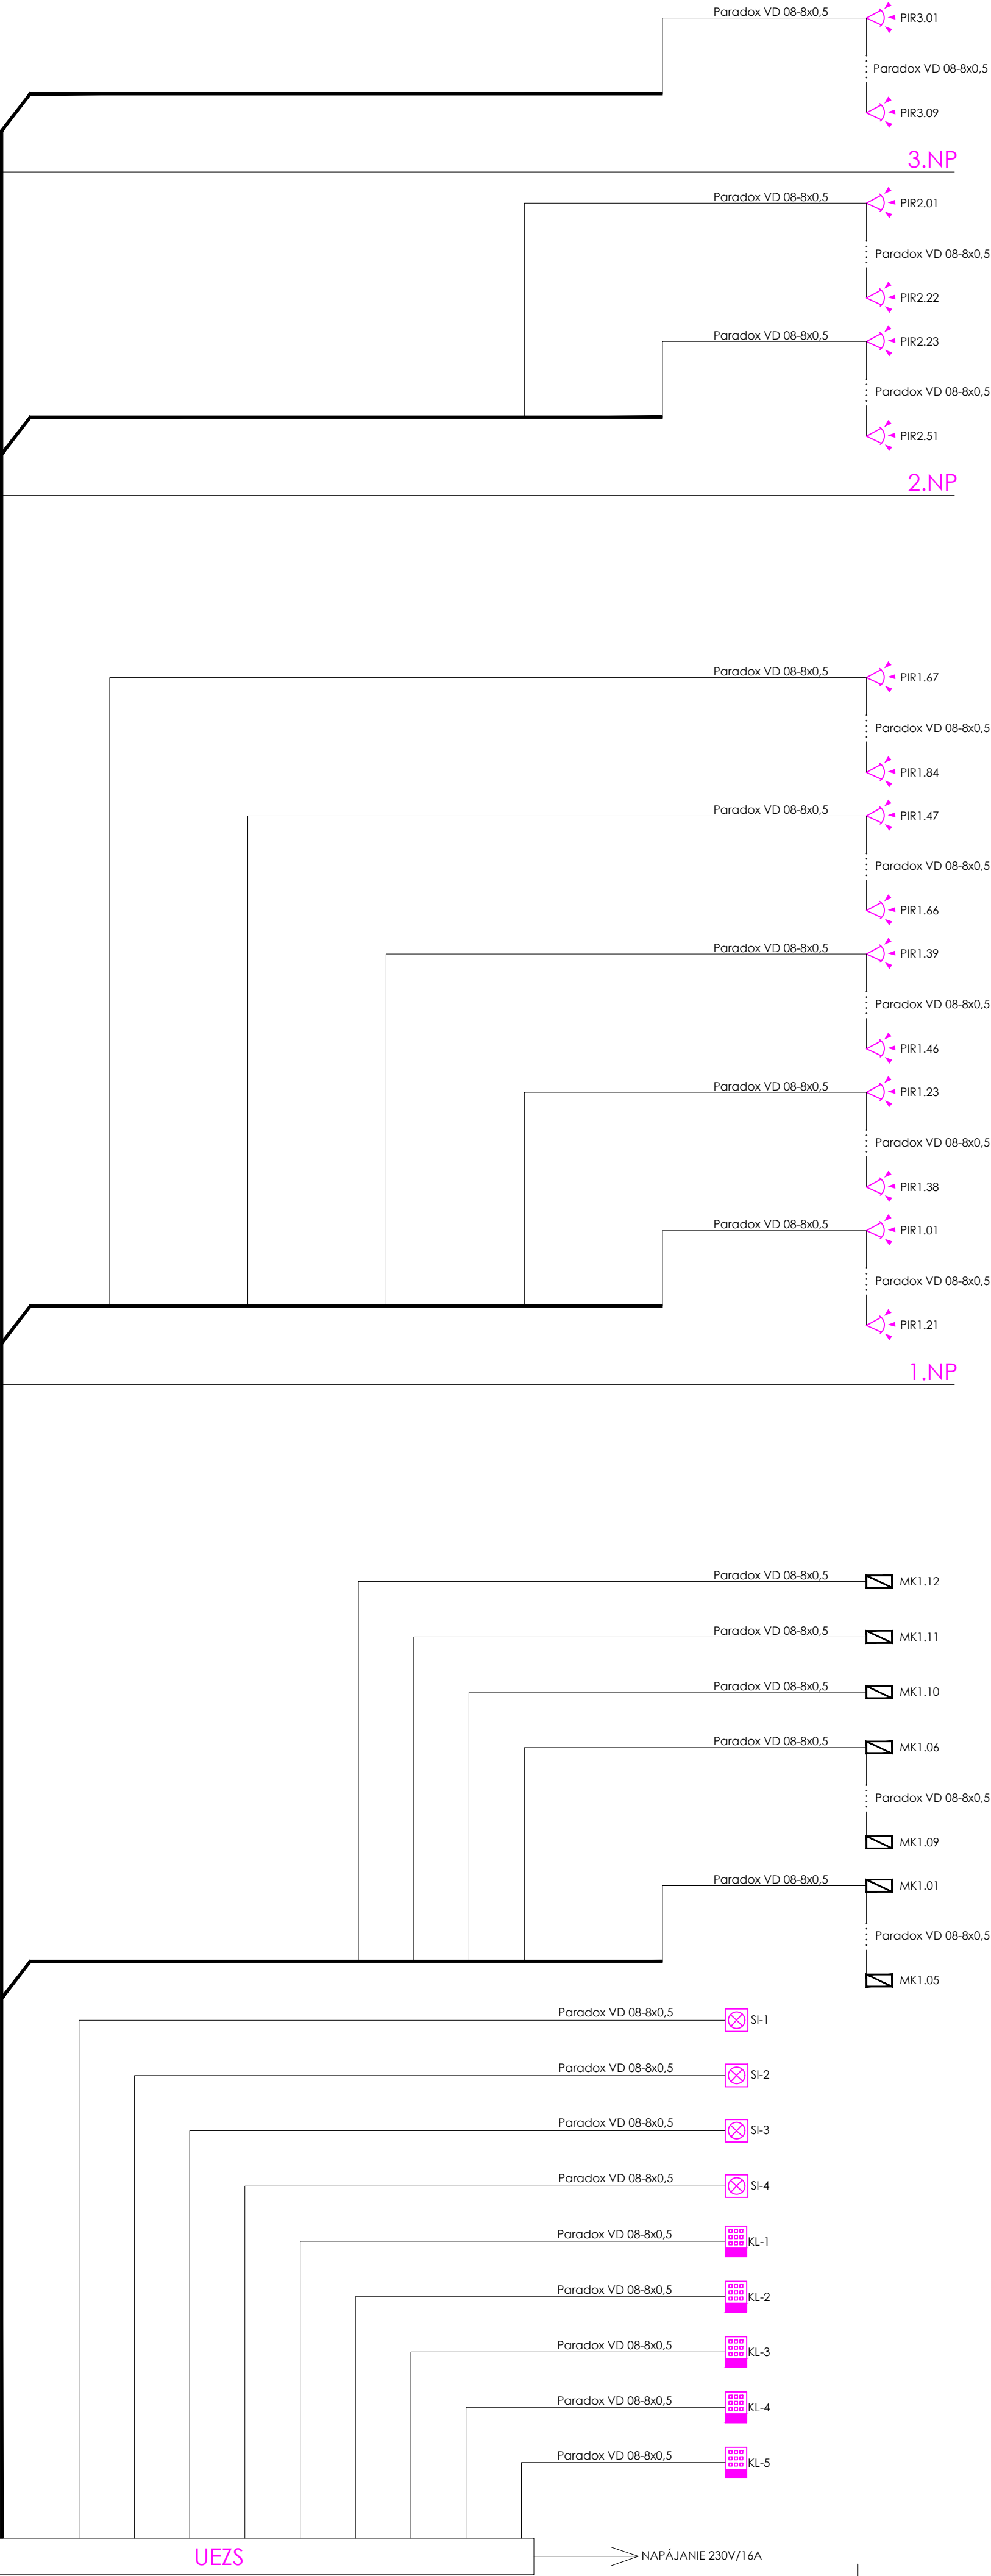 Paradox VD 08-8x0,5
PIR3.01
Paradox VD 08-8x0,5
PIR3.09
3.NP
Paradox VD 08-8x0,5
PIR2.01
Paradox VD 08-8x0,5
PIR2.22
Paradox VD 08-8x0,5
PIR2.23
Paradox VD 08-8x0,5
PIR2.51
2.NP
Paradox VD 08-8x0,5
PIR1.67
Paradox VD 08-8x0,5
PIR1.84
Paradox VD 08-8x0,5
PIR1.47
Paradox VD 08-8x0,5
PIR1.66
Paradox VD 08-8x0,5
PIR1.39
Paradox VD 08-8x0,5
PIR1.46
Paradox VD 08-8x0,5
PIR1.23
Paradox VD 08-8x0,5
PIR1.38
Paradox VD 08-8x0,5
PIR1.01
Paradox VD 08-8x0,5
PIR1.21
1.NP
Paradox VD 08-8x0,5
MK1.12
Paradox VD 08-8x0,5
MK1.11
Paradox VD 08-8x0,5
MK1.10
Paradox VD 08-8x0,5
MK1.06
Paradox VD 08-8x0,5
MK1.09
Paradox VD 08-8x0,5
MK1.01
Paradox VD 08-8x0,5
MK1.05
Paradox VD 08-8x0,5
SI-1
Paradox VD 08-8x0,5
SI-2
Paradox VD 08-8x0,5
SI-3
Paradox VD 08-8x0,5
SI-4
Paradox VD 08-8x0,5
KL-1
Paradox VD 08-8x0,5
KL-2
Paradox VD 08-8x0,5
KL-3
Paradox VD 08-8x0,5
KL-4
Paradox VD 08-8x0,5
KL-5
UEZS
NAPÁJANIE 230V/16A